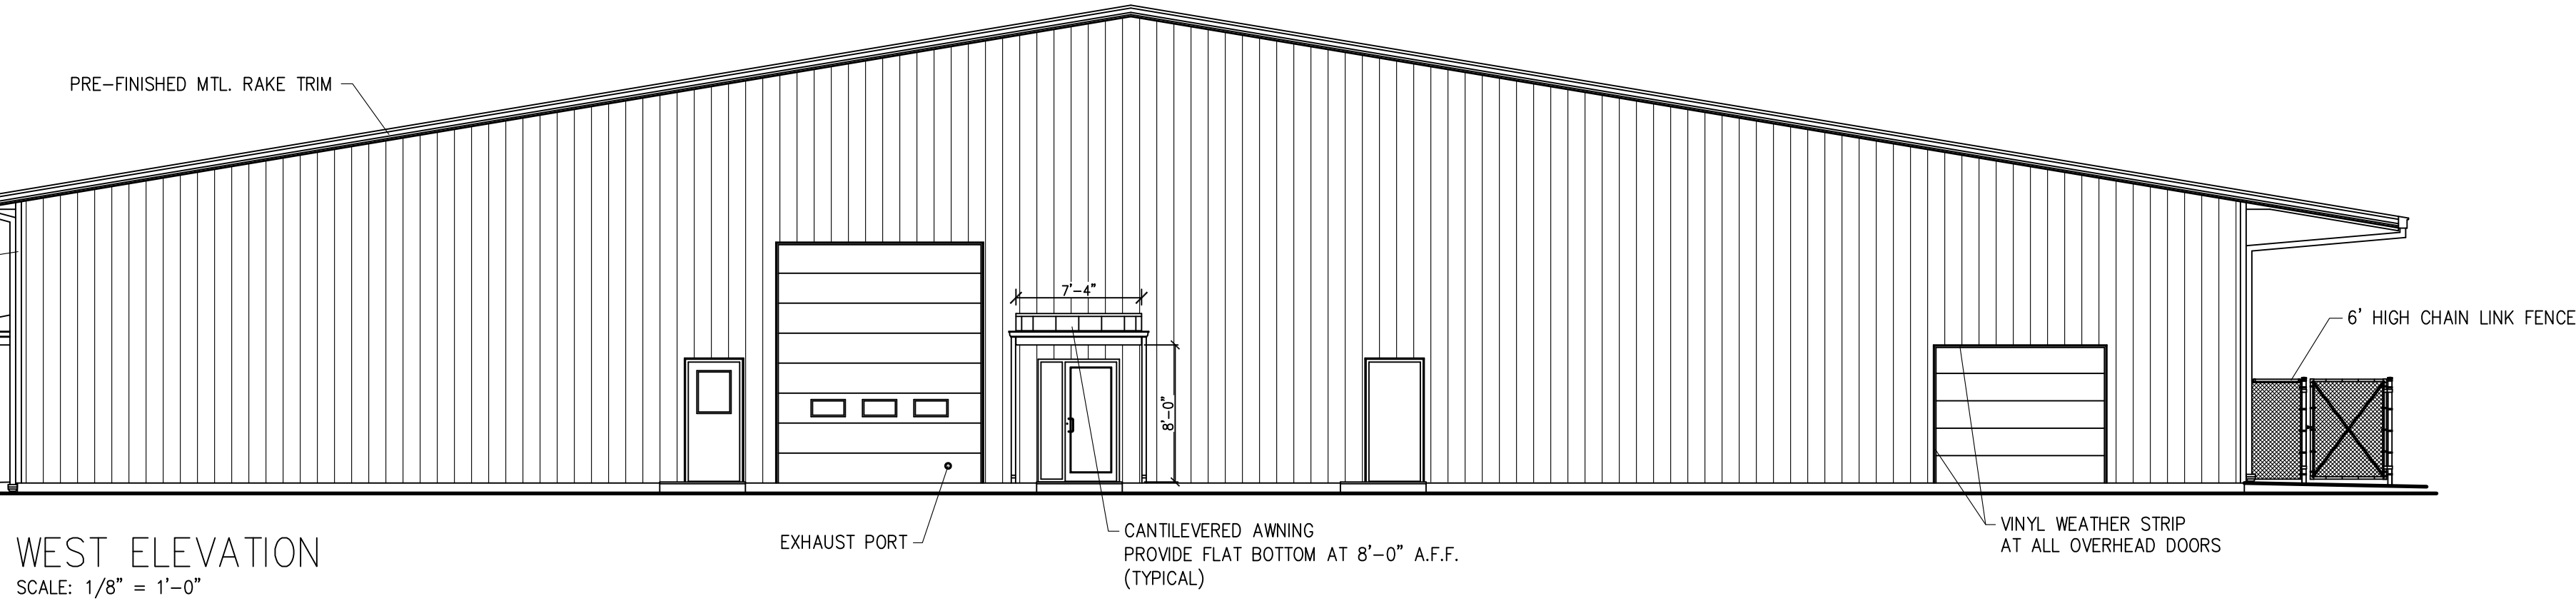 PRE-FINISHED MTL. RAKE TRIM
7'-4"
6' HIGH CHAIN LINK FENCE
8'-0"
EXHAUST PORT
CANTILEVERED AWNING
PROVIDE FLAT BOTTOM AT 8'-0" A.F.F.
(TYPICAL)
VINYL WEATHER STRIP
AT ALL OVERHEAD DOORS
WEST ELEVATION
SCALE: 1/8" = 1'-0"